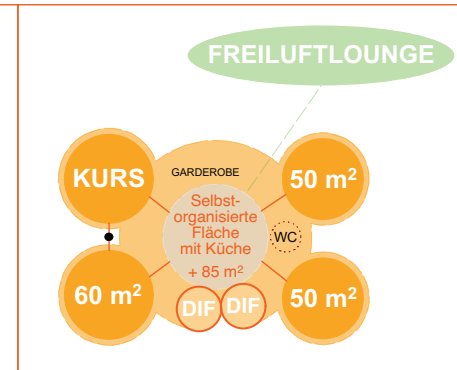 FREILUFTLOUNGE
KURS
GARDEROBE
50 m²
Selbst-
organisierte
Fläche
mit Küche
+ 85 m²
WC
60 m²
DIF
DIF
50 m²